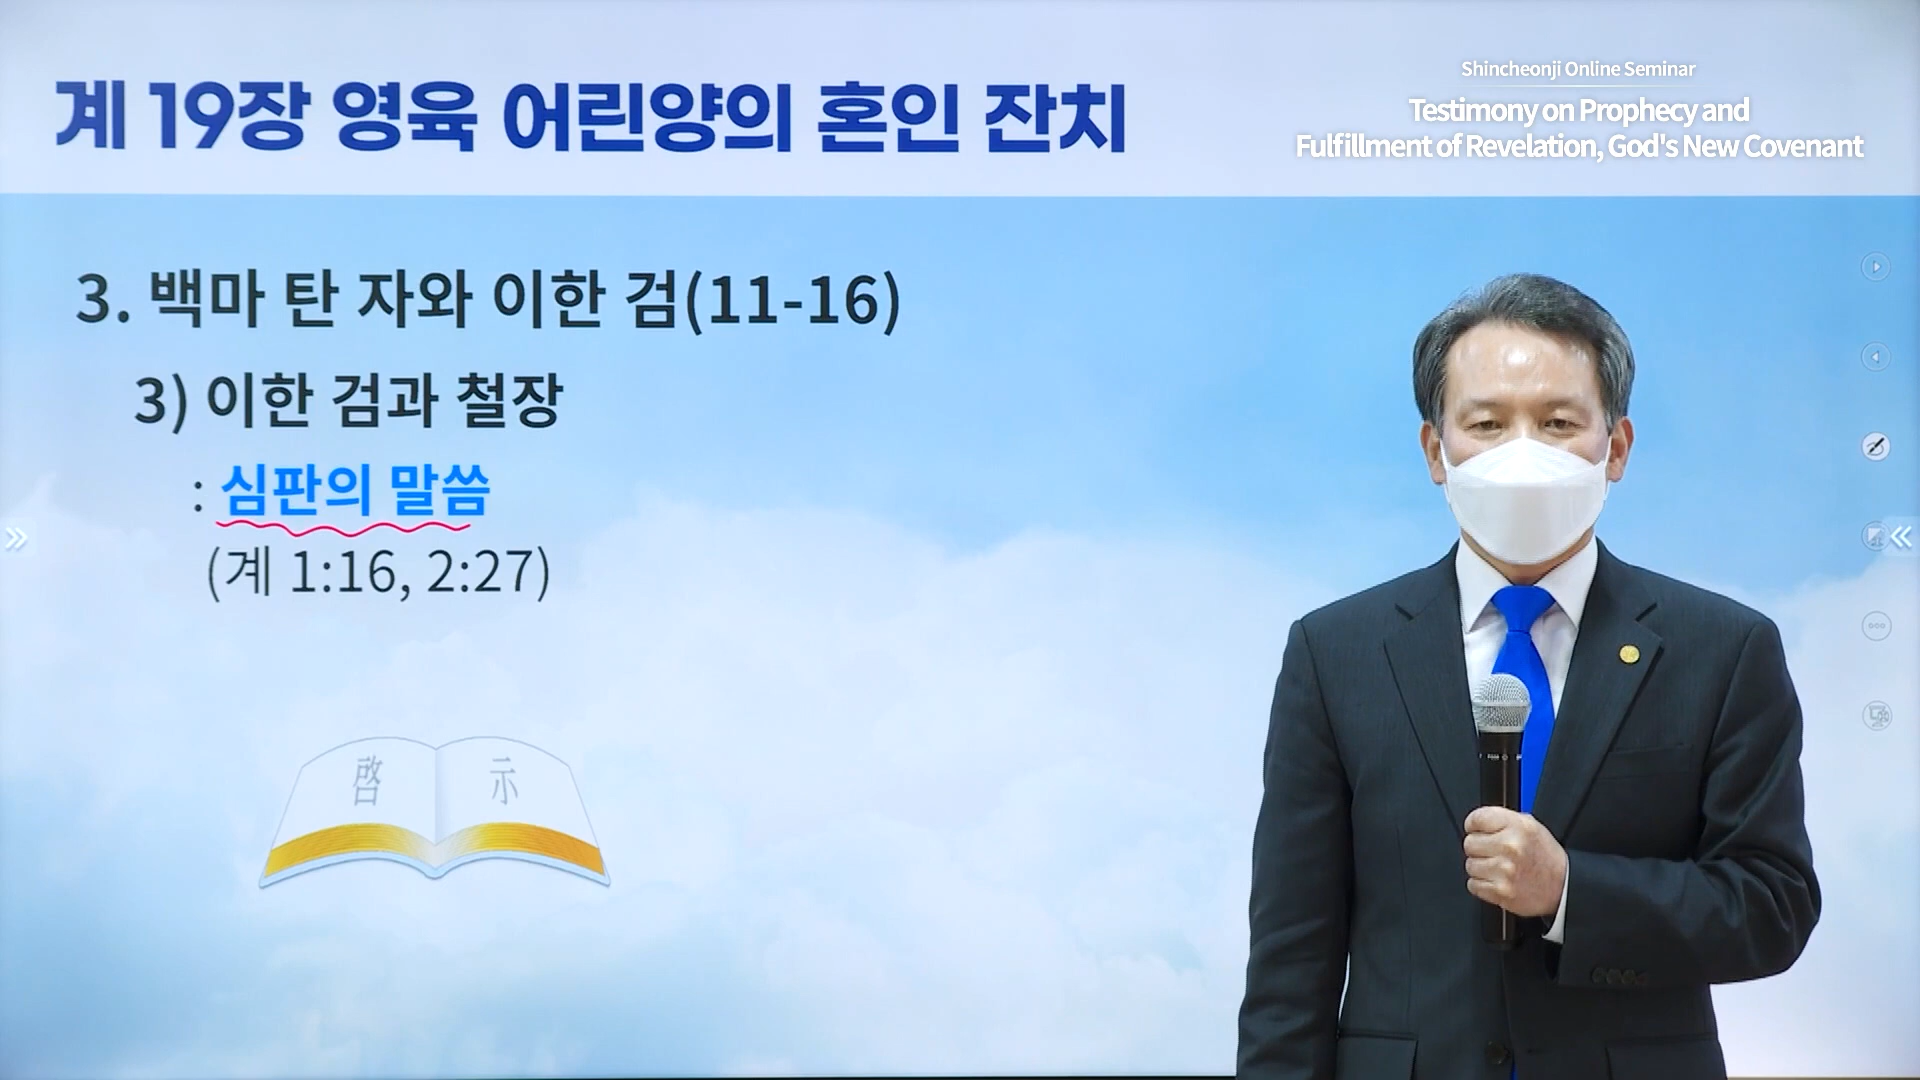 계 19장 영육 어린양의 혼인 잔치
Shincheonji Online Seminar
Testimony on Prophecy and
Fulfillment of Revelation, God's New Covenant
3. 백마 탄 자와 이한 검(11-16)
3) 이한 검과 철장
: 심판의 말씀
(계 1:16, 2:27)
啓 示